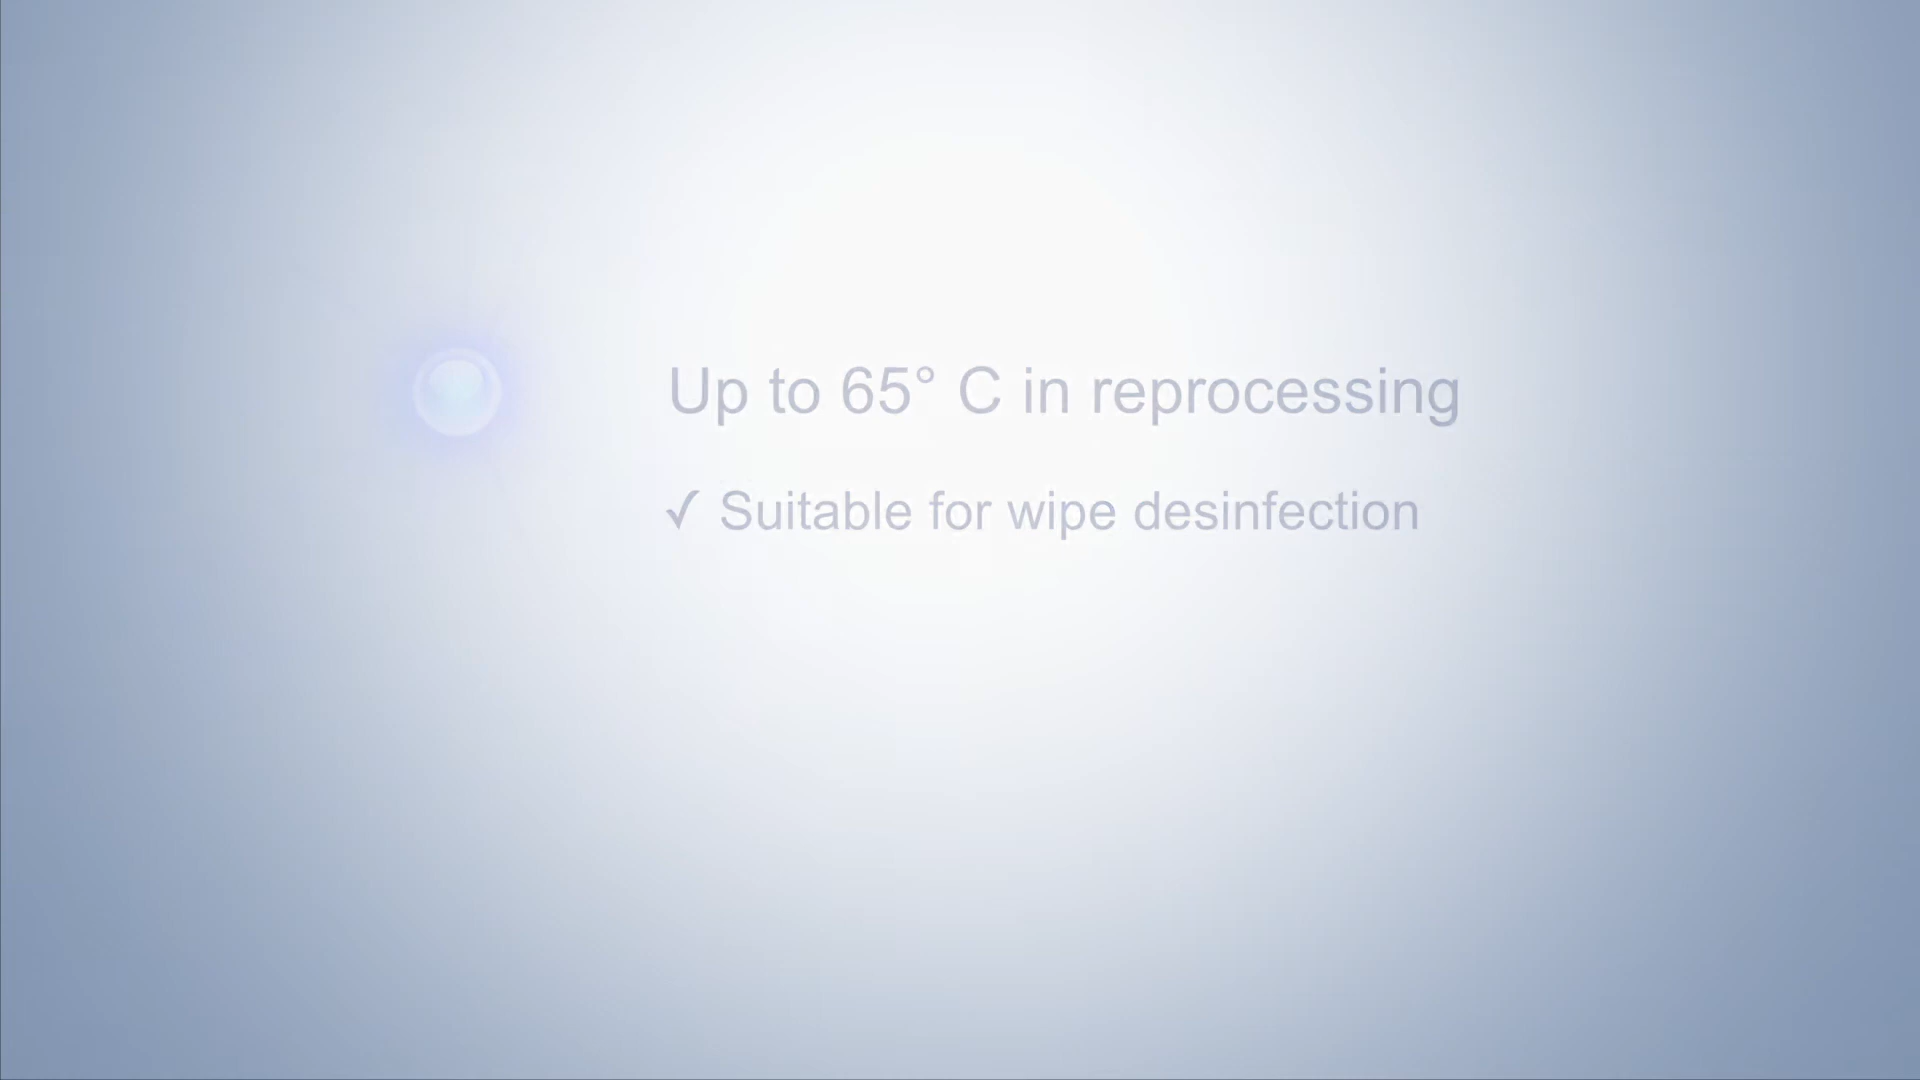 Up to 65° C in reprocessing
✓ Suitable for wipe desinfection